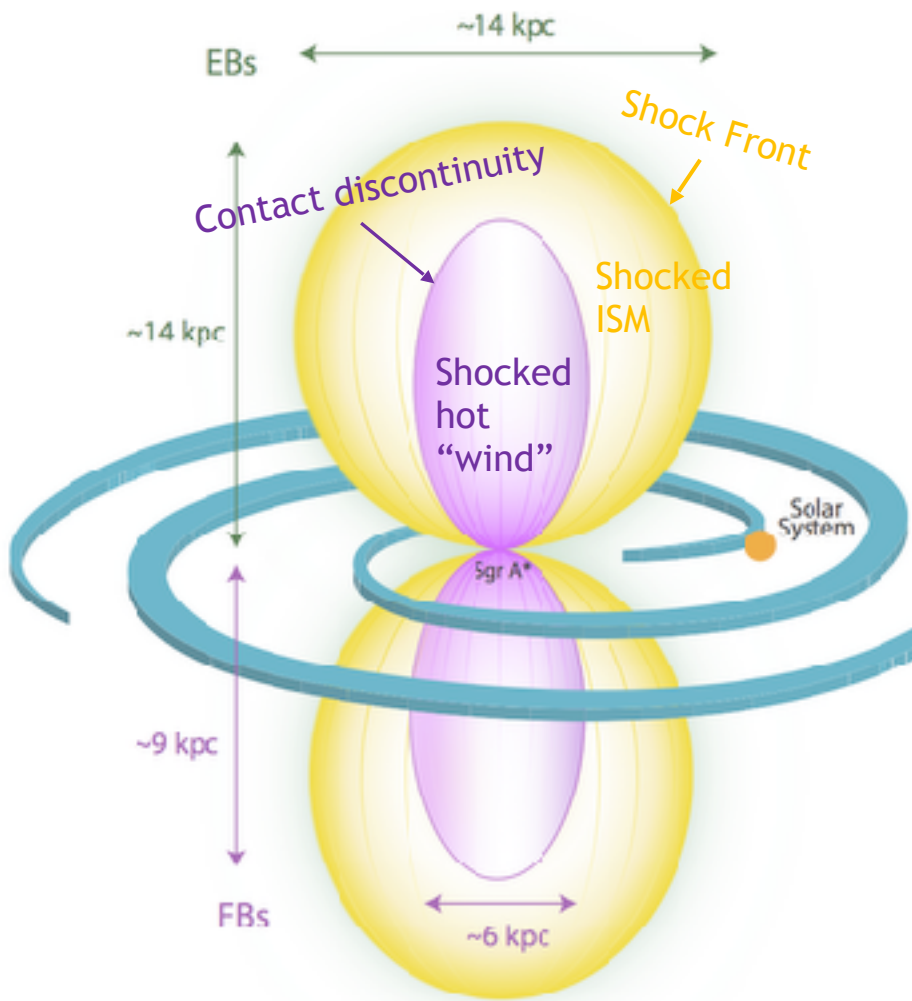 ~14 kpc
EBs
Shock Front
Contact discontinuity
Shocked
ISM
~14 kpc
Shocked
hot
“wind”
Solar
System
Sgr A*
~9 kpc
FBs
~6 kpc